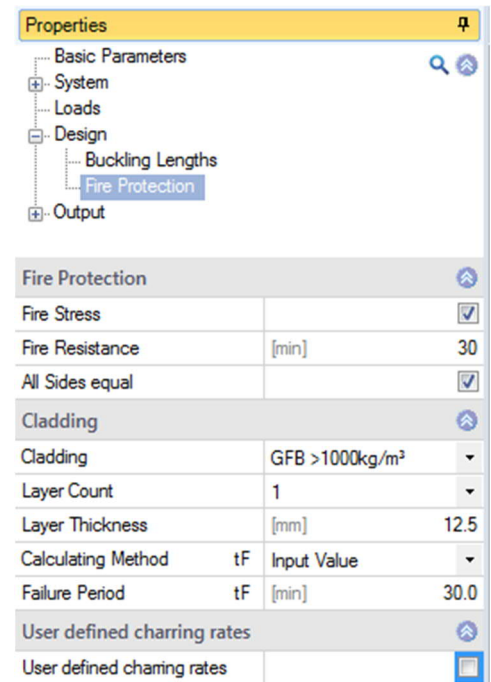 Properties
Basic Parameters
System
Loads
Design
Buckling Lengths
Fire Protection
Output
Fire Protection
Fire Stress
Fire Resistance [min] 30
All Sides equal
Cladding
Cladding GFB >1000kg/m³
Layer Count 1
Layer Thickness [mm] 12.5
Calculating Method tF Input Value
Failure Period tF [min] 30.0
User defined charring rates
User defined charring rates